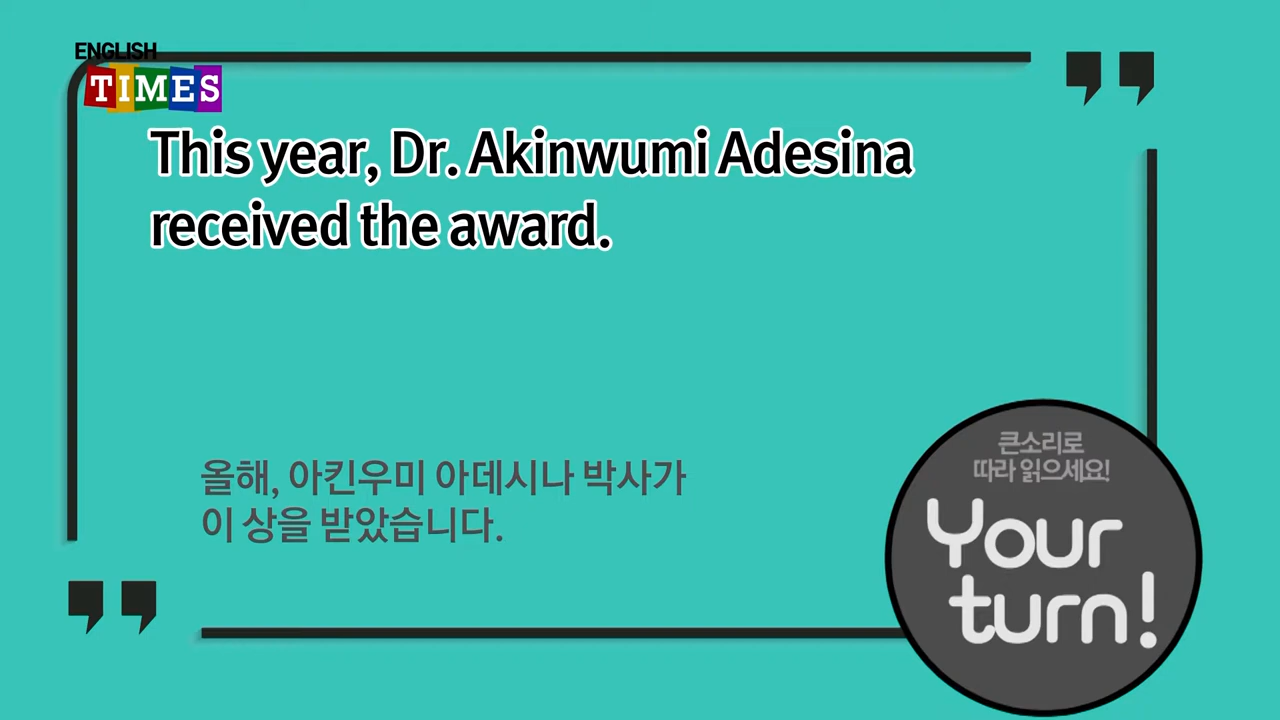 ENGLISH
TIMES
This year, Dr. Akinwumi Adesina
received the award.
올해, 아킨우미 아데시나 박사가
이 상을 받았습니다.
큰소리로
따라 읽으세요!
Your
turn!